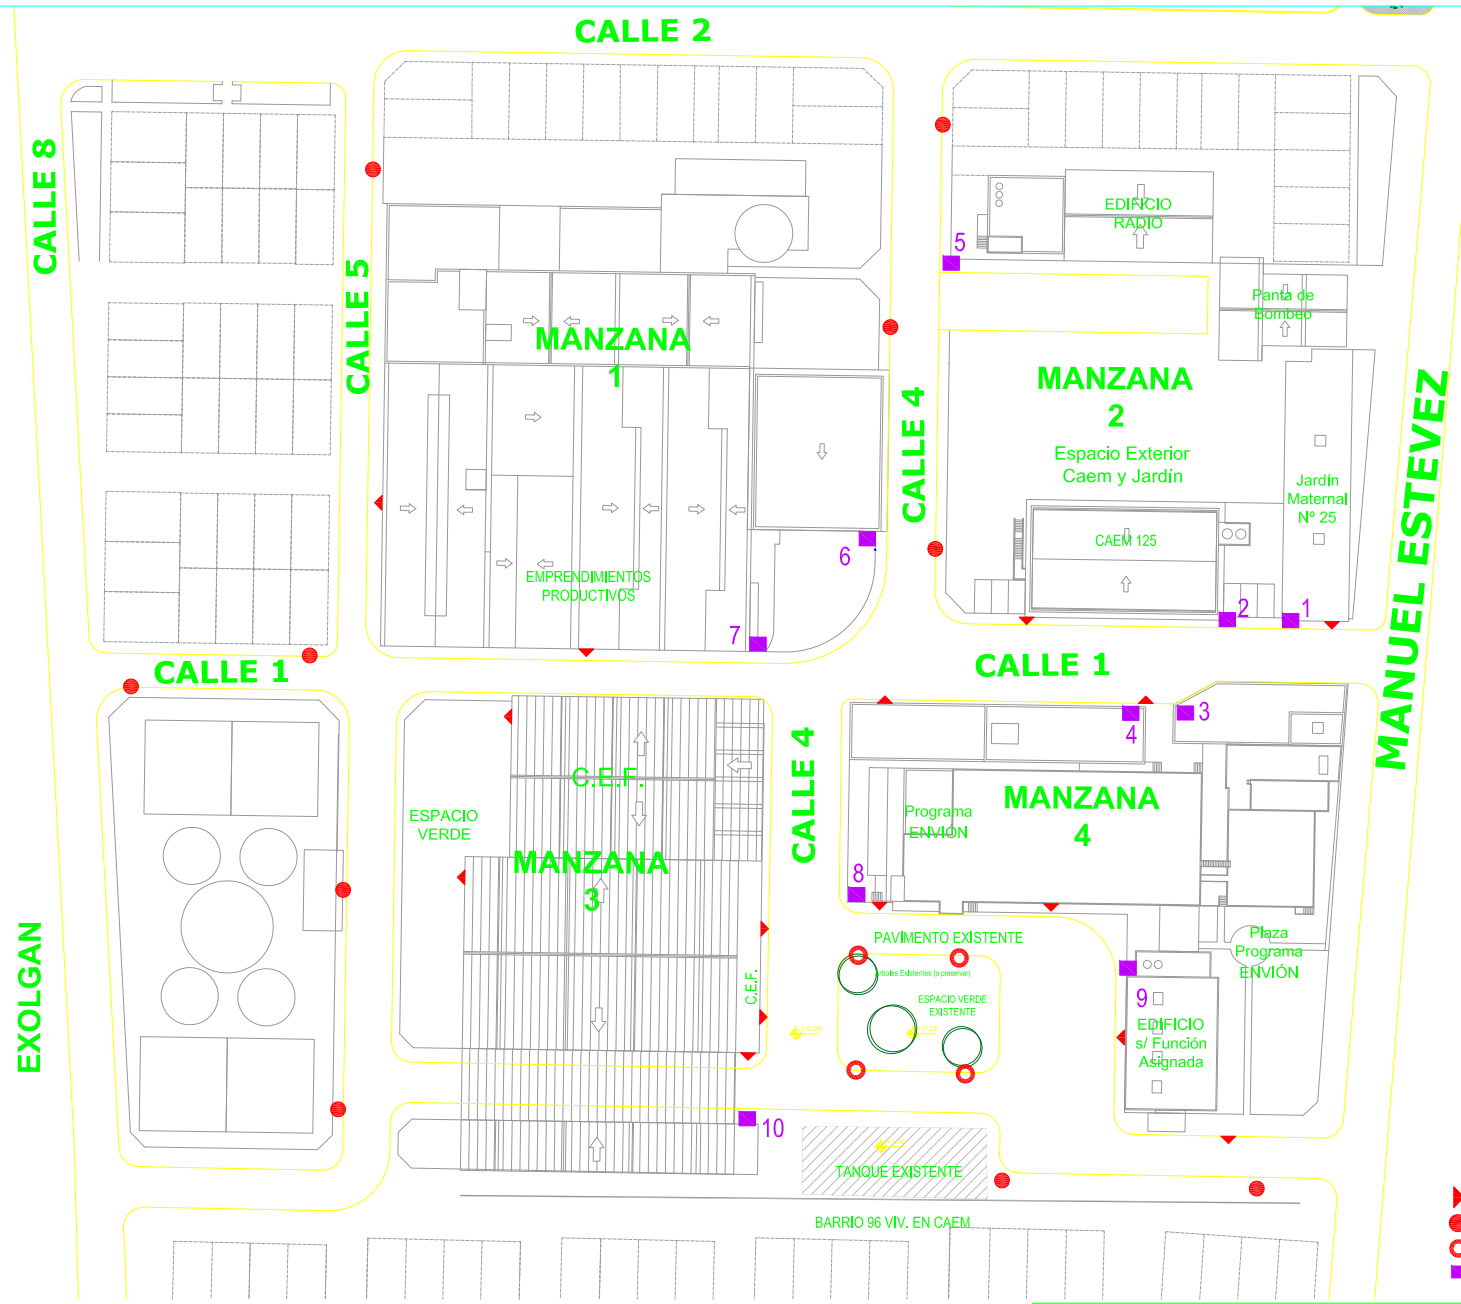 CALLE 2
CALLE 8
CALLE 5
EDIFICIO
RADIO
5
Panta de
Bombeo
MANZANA
1
MANZANA
2
CALLE 4
MANUEL ESTEVEZ
Espacio Exterior
Caem y Jardín
Jardín
Maternal
Nº 25
CAEM 125
6
EMPRENDIMIENTOS
PRODUCTIVOS
7
2
1
CALLE 1
CALLE 1
3
4
C.E.F.
CALLE 4
ESPACIO
VERDE
Programa
ENVIÓN
MANZANA
4
MANZANA
3
8
EXOLGAN
PAVIMENTO EXISTENTE
Plaza
Programa
ENVIÓN
C.E.F.
Arboles Existentes (a preservar)
ESPACIO VERDE
EXISTENTE
9
EDIFICIO
s/ Función
Asignada
10
TANQUE EXISTENTE
BARRIO 96 VIV. EN CAEM